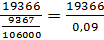 19366 / (9367 / 106000) = 19366 / 0,09